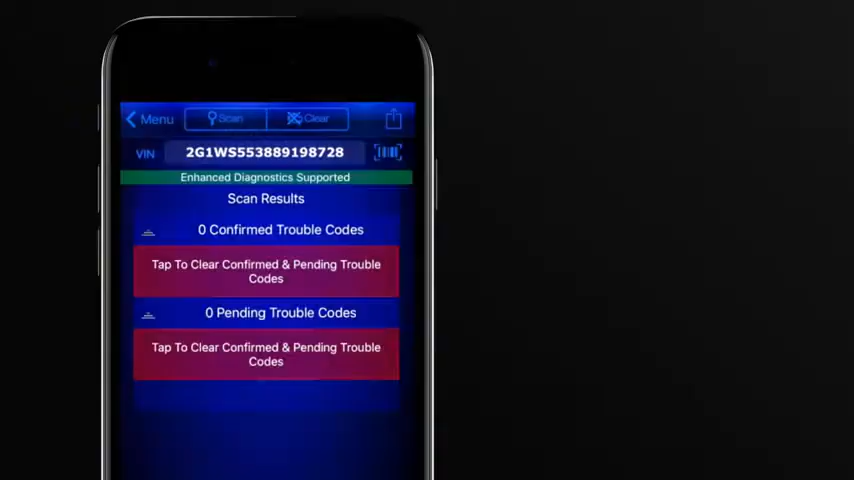 Menu Scan Clear
VIN 2G1WS553889198728
Enhanced Diagnostics Supported
Scan Results
0 Confirmed Trouble Codes
Tap To Clear Confirmed & Pending Trouble
Codes
0 Pending Trouble Codes
Tap To Clear Confirmed & Pending Trouble
Codes